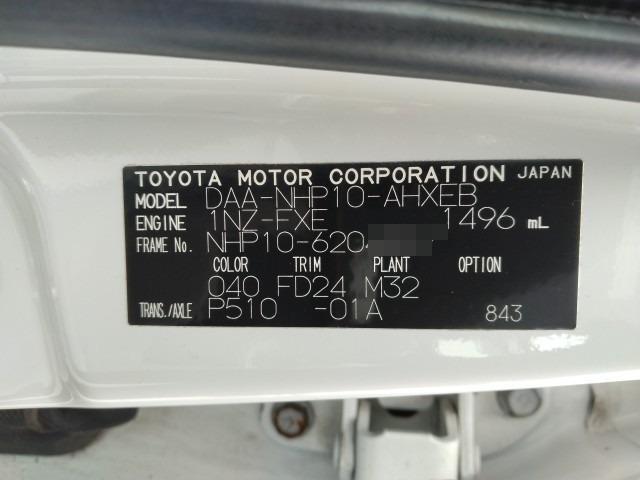 TOYOTA MOTOR CORPORATION JAPAN
MODEL DAA-NHP10-AHXEB
ENGINE 1NZ-FXE 1496 mL
FRAME No. NHP10-620
COLOR TRIM PLANT OPTION
040 FD24 M32
TRANS./AXLE P510 -01A 843